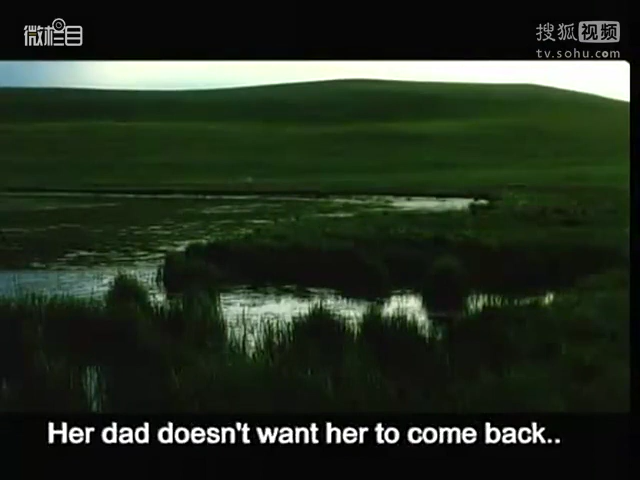 微栏目
搜狐视频
tv.sohu.com
Her dad doesn't want her to come back..